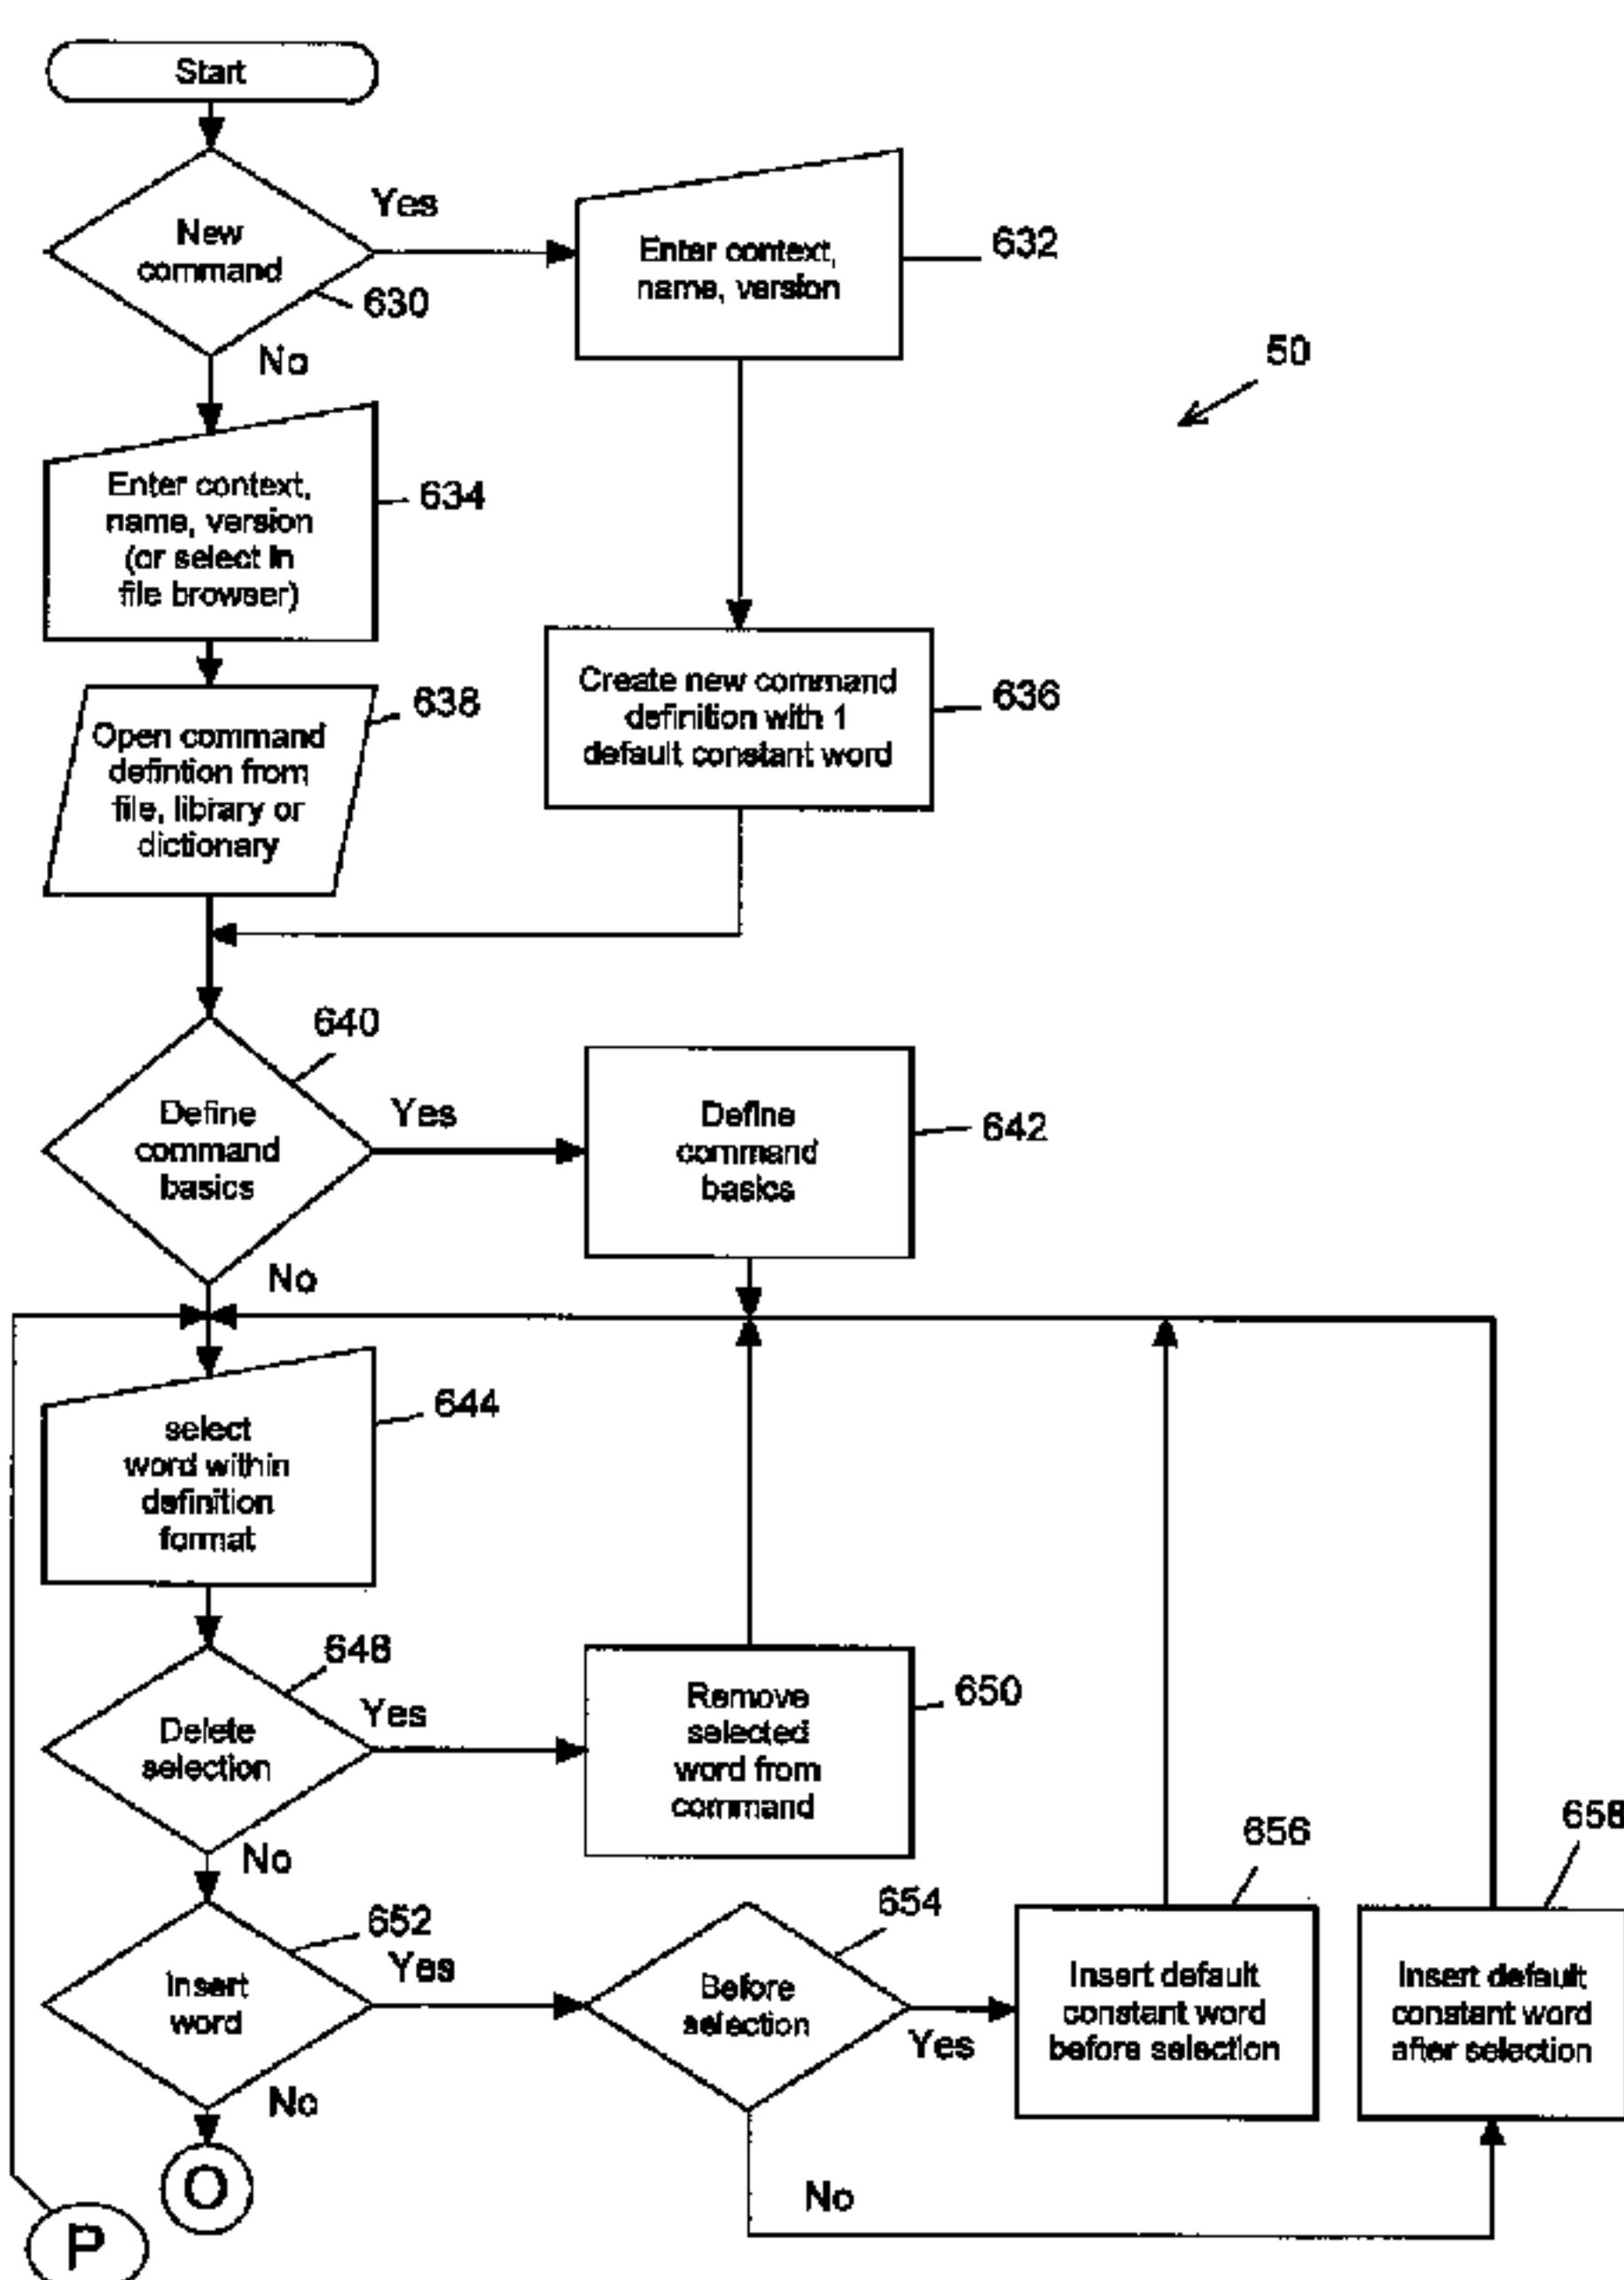 Start
New
command
Yes
630
No
Enter context,
name, version
632
50
Enter context,
name, version
(or select in
file browser)
634
Open command
defintion from
file, library or
dictionary
638
Create new command
definition with 1
default constant word
636
Define
command
basics
640
Yes
No
Define
command
basics
642
select
word within
definition
format
644
Delete
selection
648
Yes
No
Remove
selected
word from
command
650
Insert
word
652
Yes
No
Before
selection
654
Yes
No
Insert default
constant word
before selection
656
Insert default
constant word
after selection
658
O
P